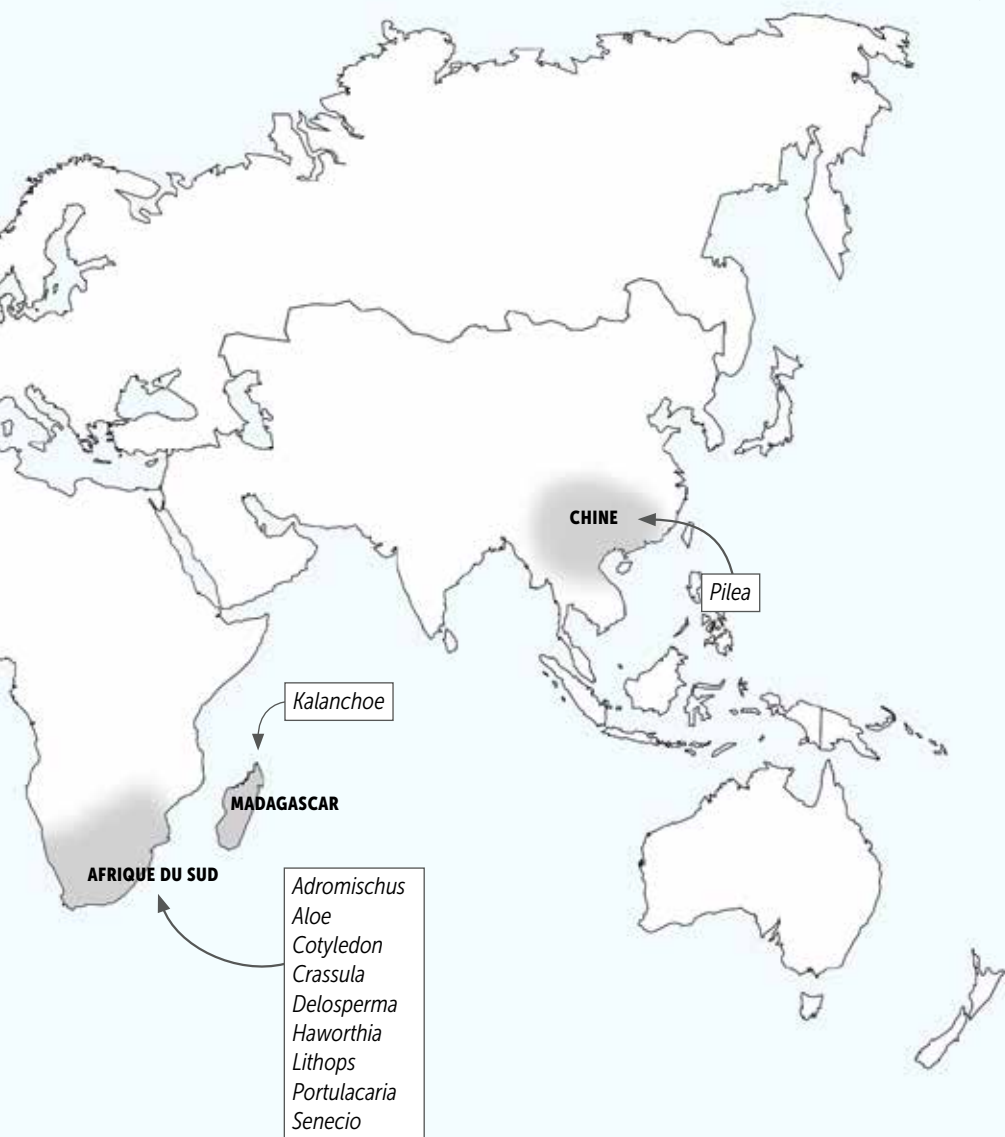 CHINE
Pilea
Kalanchoe
MADAGASCAR
AFRIQUE DU SUD
Adromischus
Aloe
Cotyledon
Crassula
Delosperma
Haworthia
Lithops
Portulacaria
Senecio